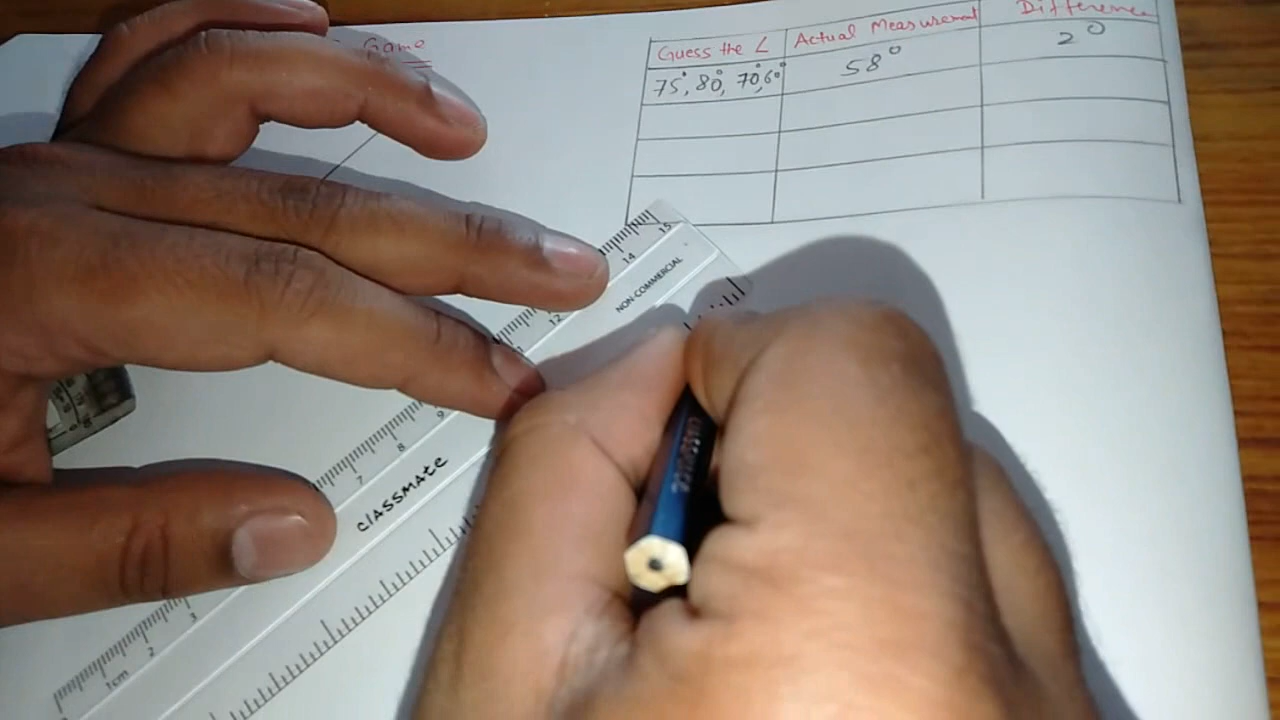 Game
Guess the ∠ Actual Measurement Difference
75°, 80°, 70°, 60° 58° 2°
15
14
NON-COMMERCIAL
12
9
8
7
CLASSMATE
3
2
1cm